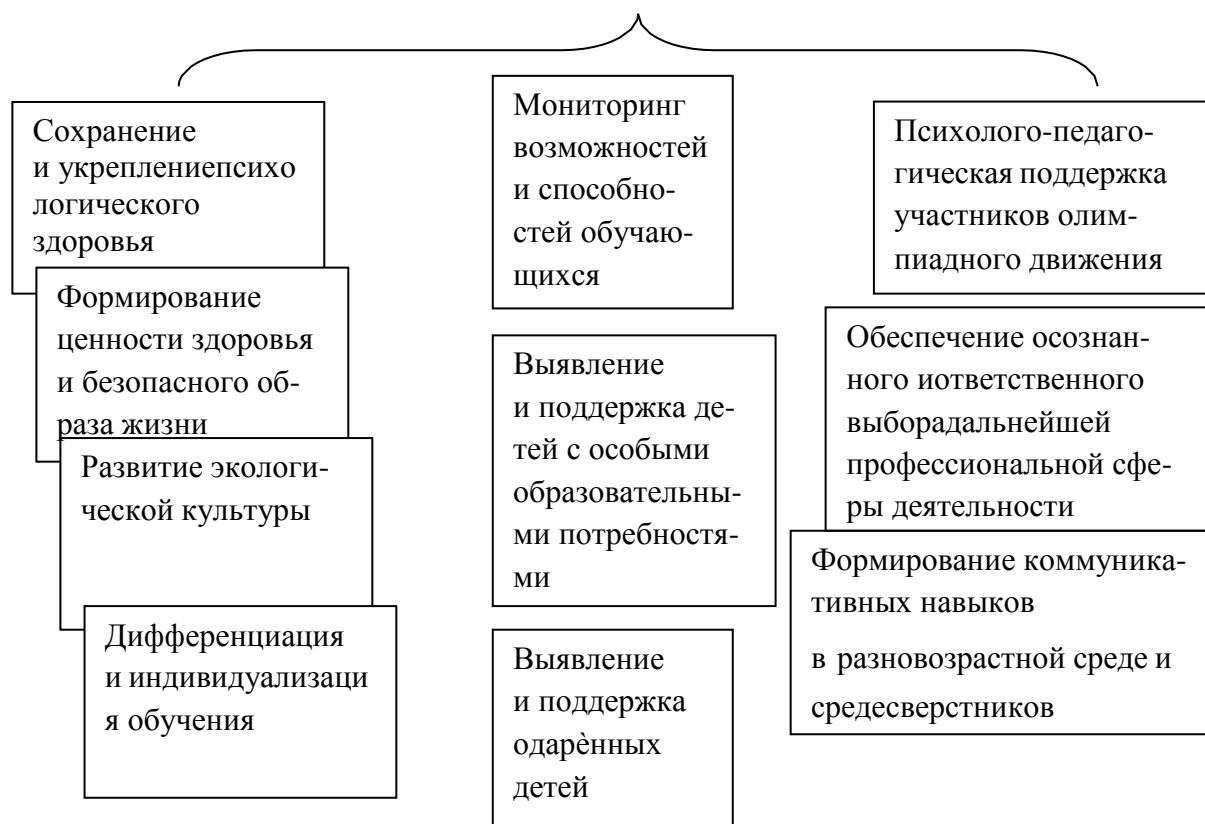 Сохранение
и укреплениепсихо
логического
здоровья
Формирование
ценности здоровья
и безопасного об-
раза жизни
Развитие экологи-
ческой культуры
Дифференциация
и индивидуализаци
я обучения
Мониторинг
возможностей
и способно-
стей обучаю-
щихся
Выявление
и поддержка де-
тей с особыми
образовательны-
ми потребностя-
ми
Выявление
и поддержка
одарѐнных
детей
Психолого-педаго-
гическая поддержка
участников олим-
пиадного движения
Обеспечение осознан-
ного иответственного
выборадальнейшей
профессиональной сфе-
ры деятельности
Формирование коммуника-
тивных навыков
в разновозрастной среде и
средесверстников